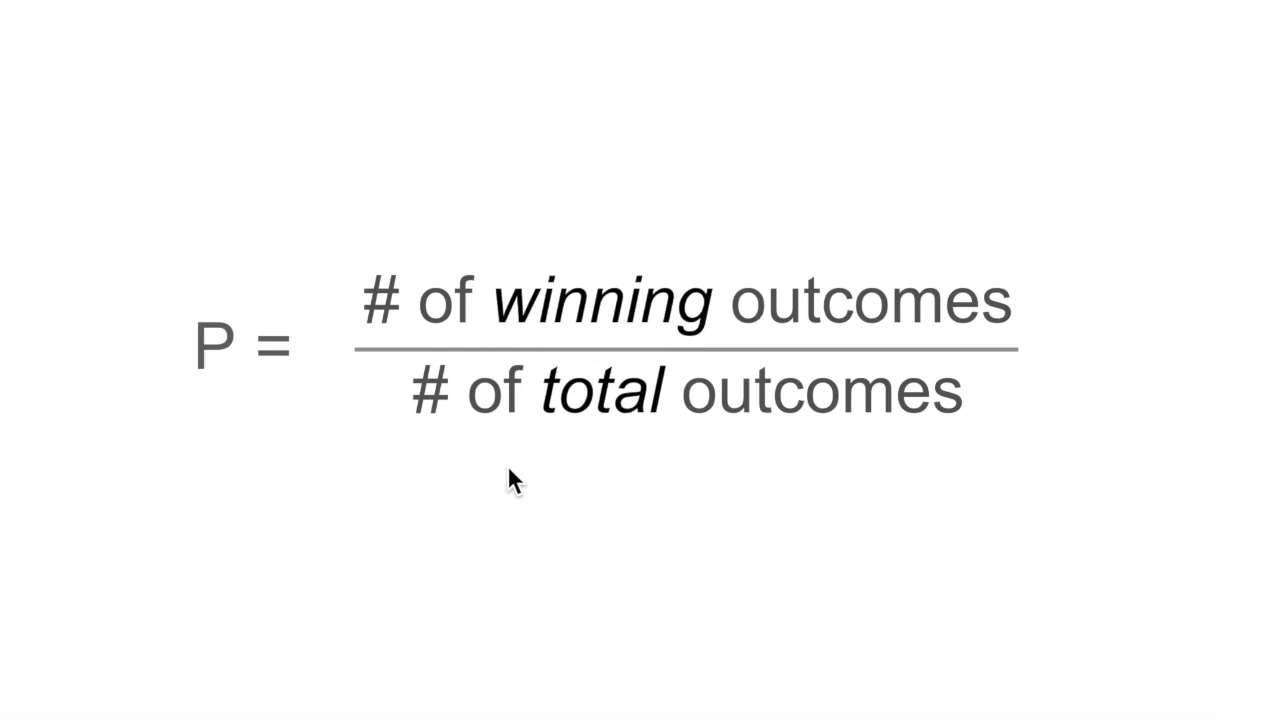 # of winning outcomes
P =
# of total outcomes